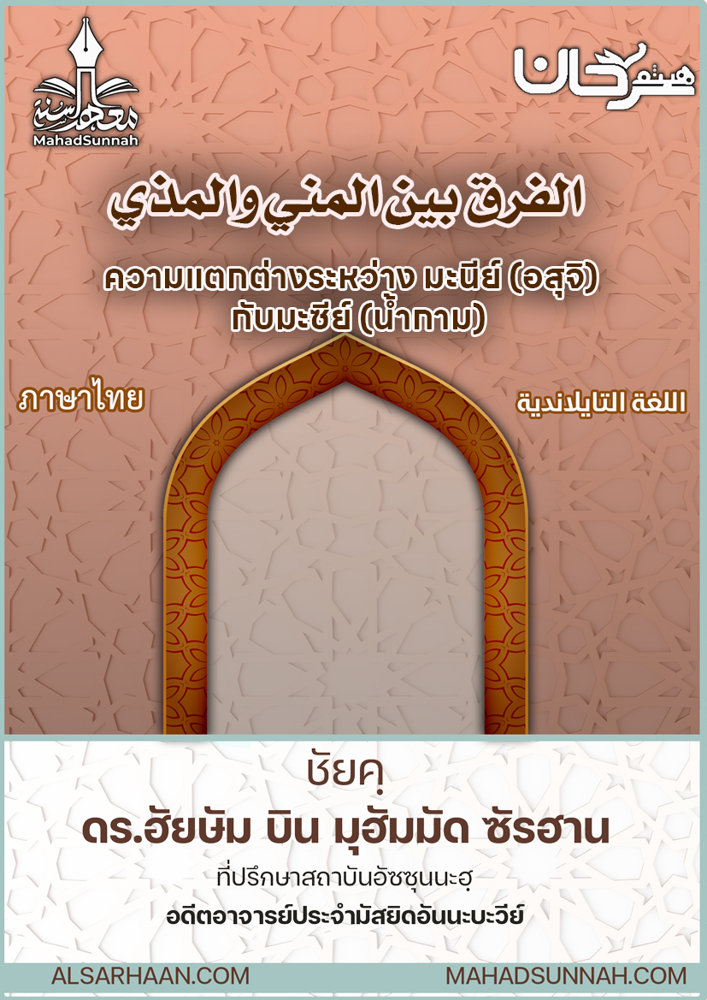 معهد السنة
MahadSunnah
هيثم سرحان
الفرق بين المني والمذي
ความแตกต่างระหว่าง มะนีย์ (อสุจิ)
กับมะซีย์ (น้ำกาม)
ภาษาไทย
اللغة التايلاندية
ชัยคฺ
ดร.ฮัยษัม บิน มุฮัมมัด ซัรฮาน
ที่ปรึกษาสถาบันอัซซุนนะฮฺ
อดีตอาจารย์ประจำมัสยิดอันนะบะวีย์
ALSARHAAN.COM
MAHADSUNNAH.COM